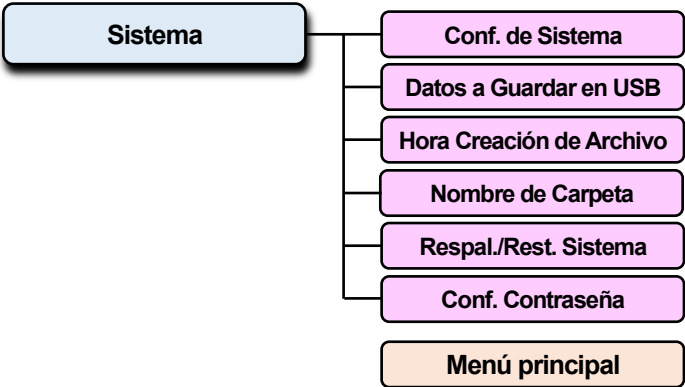 Sistema
Conf. de Sistema
Datos a Guardar en USB
Hora Creación de Archivo
Nombre de Carpeta
Respal./Rest. Sistema
Conf. Contraseña
Menú principal